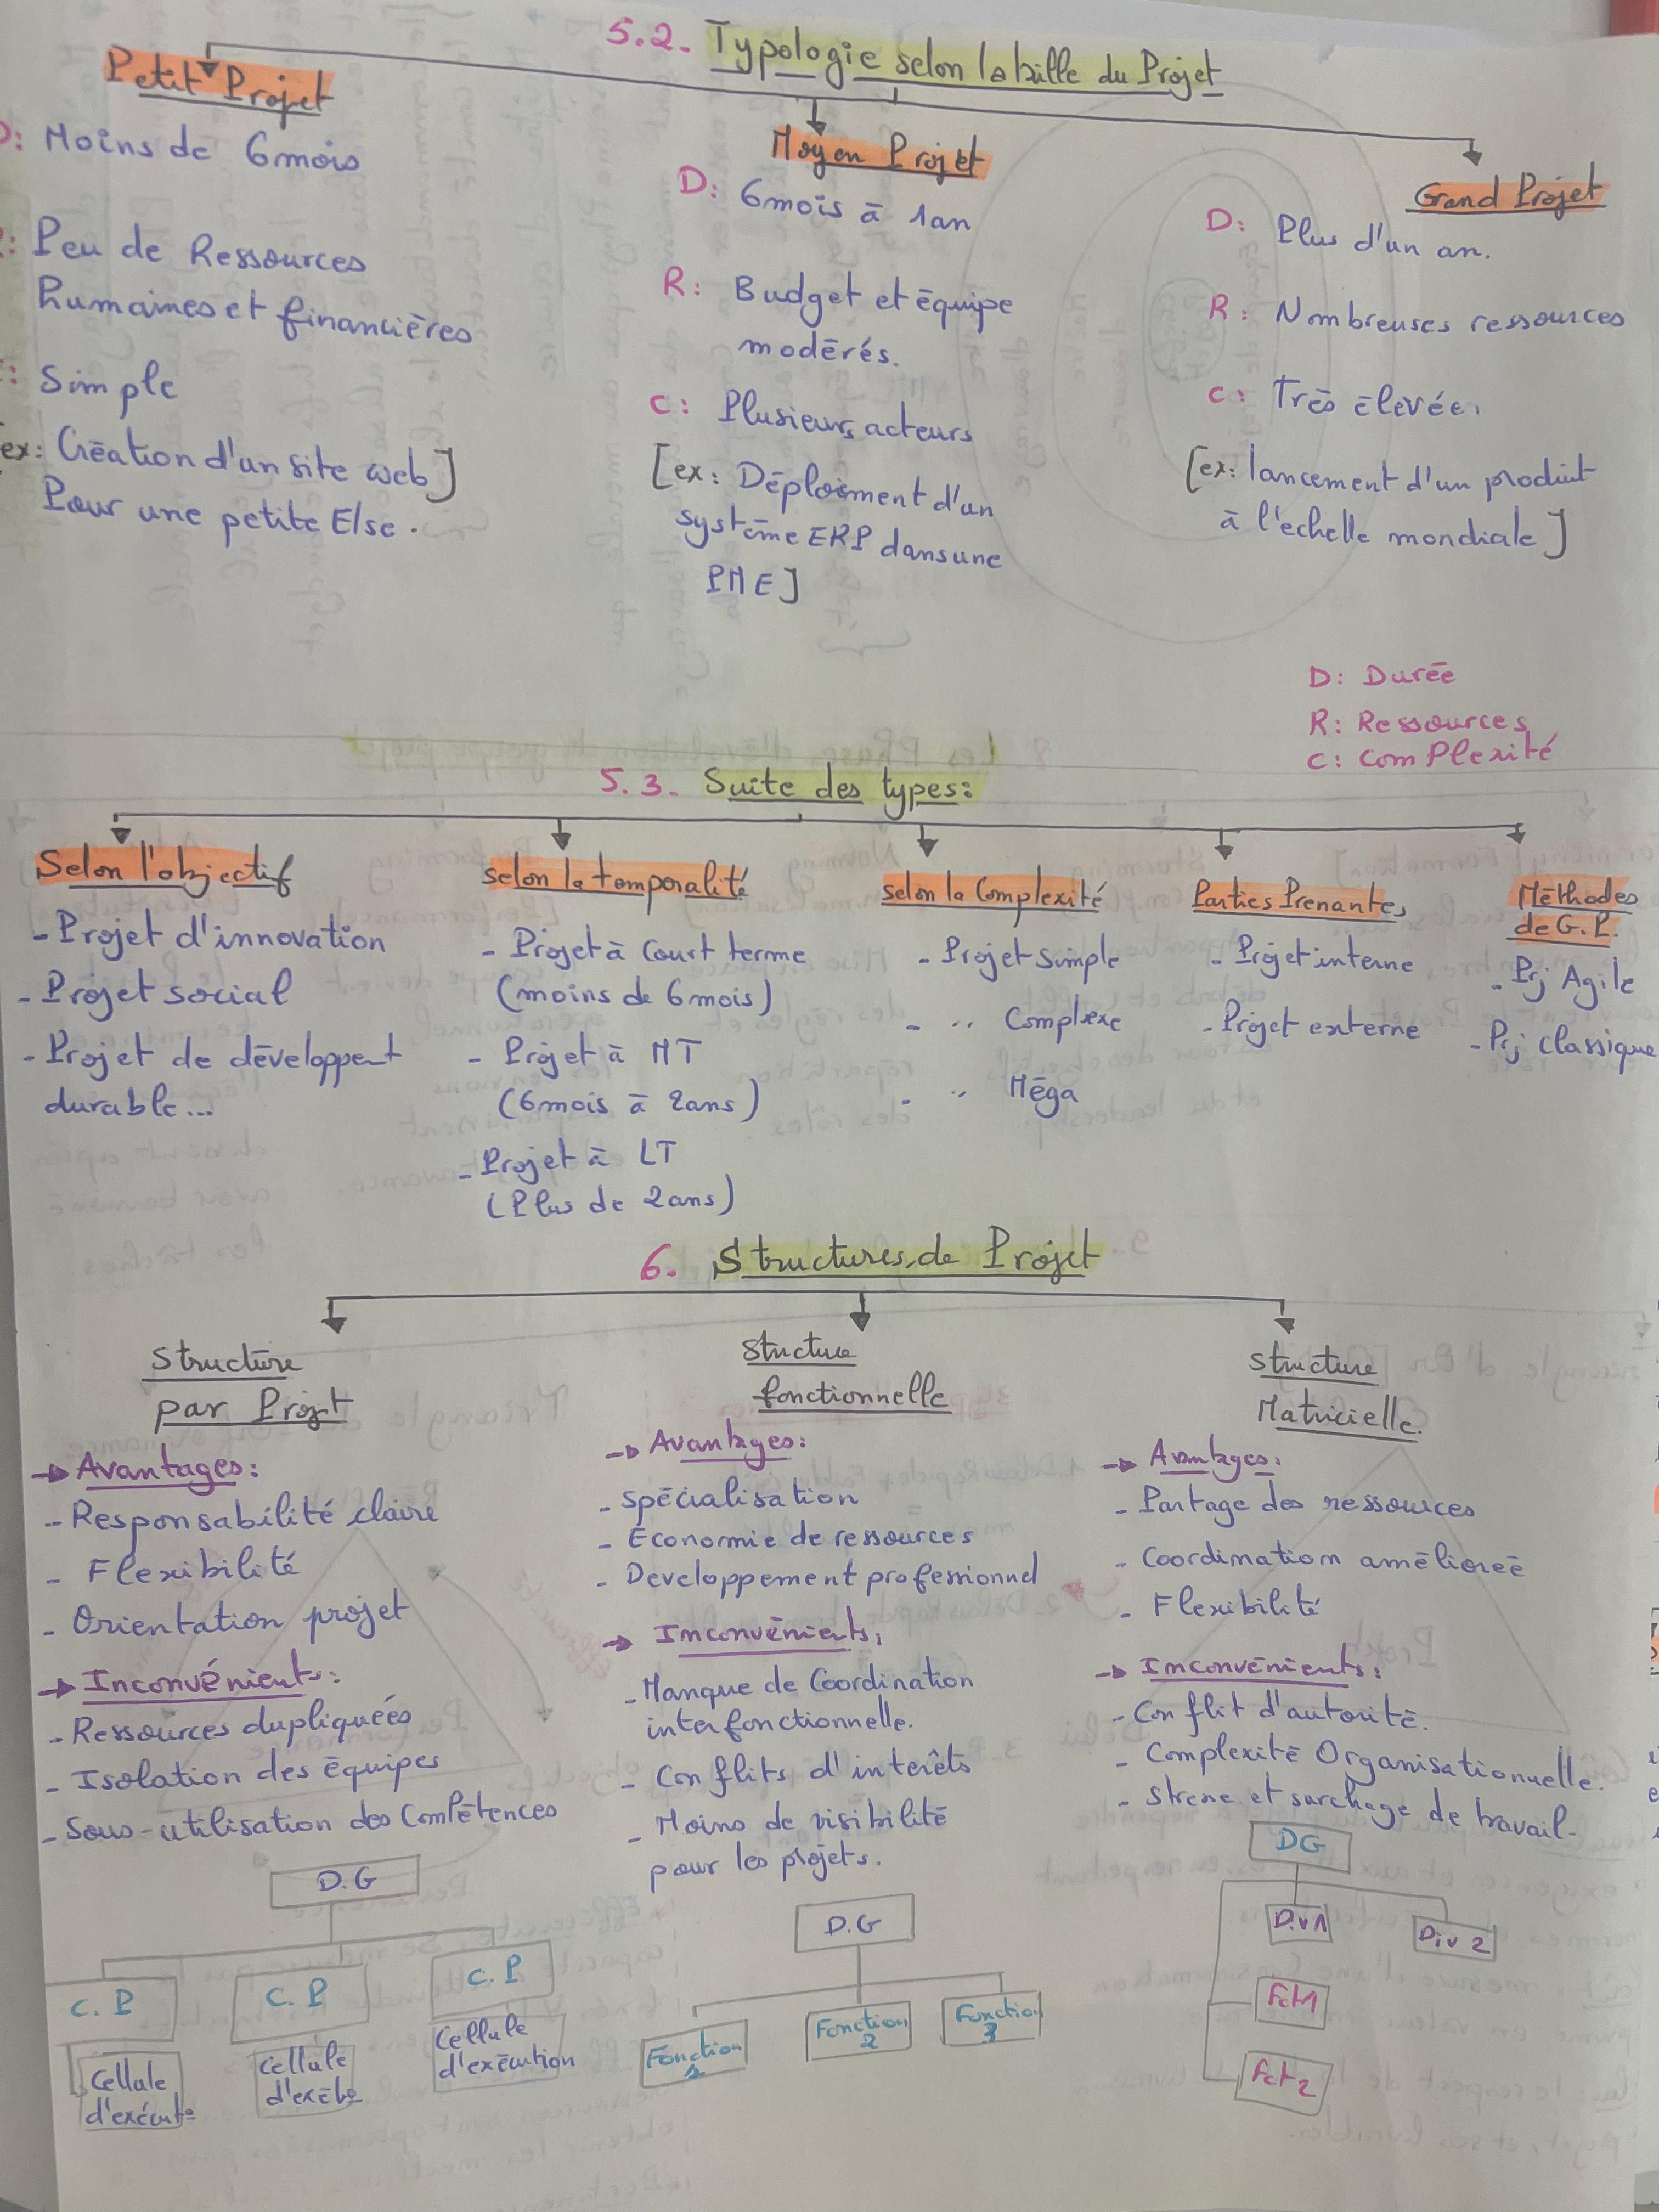 5.2. Typologie selon la taille du Projet
Petit Projet
D: Moins de 6mois
R: Peu de Ressources
humaines et financières
C: Simple
[ex: Création d'un site web]
Pour une petite E/se.
Moyen Projet
D: 6mois à 1an
R: Budget et équipe
modérés.
C: Plusieurs acteurs
[ex: Déploiement d'un
système ERP dans une
PME]
Grand Projet
D: Plus d'un an.
R: Nombreuses ressources
C: Très élevée.
[ex: lancement d'un produit
à l'echelle mondiale]
D: Durée
R: Ressources
C: Complexité
5.3. Suite des types:
Selon l'objectif
- Projet d'innovation
- Projet social
- Projet de développent
durable...
selon la temporalité
- Projet à Court terme
(moins de 6mois)
- Projet à MT
(6mois à 2ans)
- Projet à LT
(Plus de 2ans)
selon la Complexité
- Projet simple
- " Complexe
- " Méga
Parties Prenantes
- Projet interne
- Projet externe
Méthodes
de G.P.
- Prj Agile
- Prj classique
6. Structures de Projet
Structure
par Projet
→ Avantages:
- Responsabilité claire
- Flexibilité
- Orientation projet
→ Inconvénients:
- Ressources dupliquées
- Isolation des équipes
- Sous-utilisation des Compétences
D.G
C.P
C.P
C.P
Cellule
d'exécut°
Cellule
d'exéc°
Cellule
d'exécution
Structure
fonctionnelle
→ Avantages:
- Spécialisation
- Economie de ressources
- Developpement professionnel
→ Inconvénients:
- Manque de Coordination
interfonctionnelle.
- Conflits d'interêts
- Moins de visibilité
pour les projets.
D.G
Fonction
1
Fonction
2
Fonction
3
Structure
Matricielle.
→ Avantages:
- Partage des ressources
- Coordination améliorée
- Flexibilité
→ Inconvénients:
- Conflit d'autorité.
- Complexité Organisationnelle.
- Stress et surchage de travail.
DG
Div1
Div 2
Fct1
Fct2